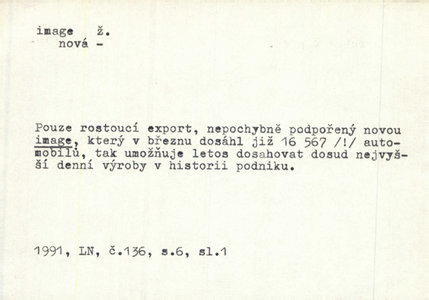 image ž.
nová -
Pouze rostoucí export, nepochybně podpořený novou
image, který v březnu dosáhl již 16 567 /!/ auto-
mobilů, tak umožňuje letos dosahovat dosud nejvyš-
ší denní výroby v historii podniku.
1991, LN, č.136, s.6, sl.1